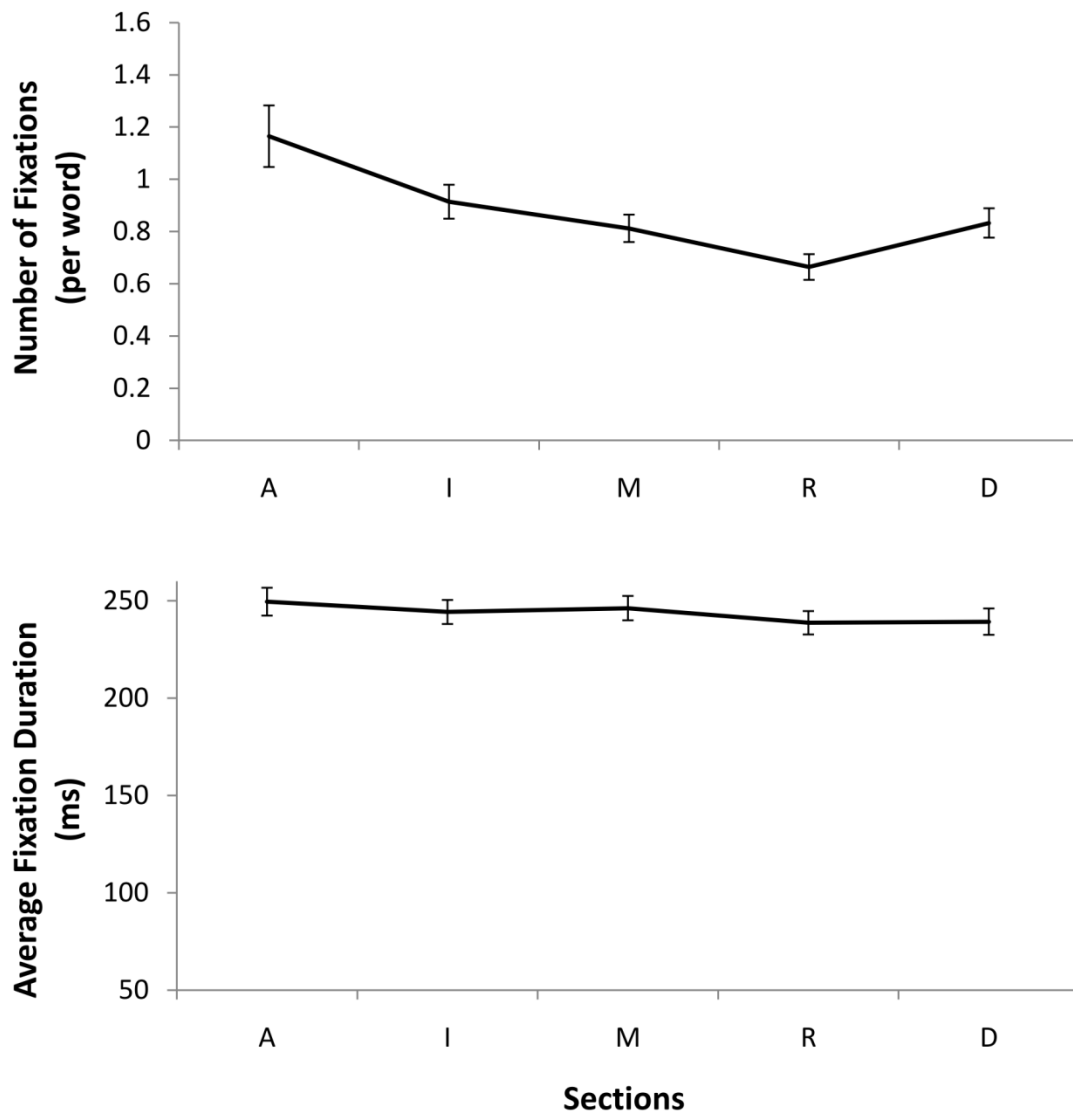 Number of Fixations
(per word)
1.6
1.4
1.2
1
0.8
0.6
0.4
0.2
0
A I M R D
Average Fixation Duration
(ms)
250
200
150
100
50
A I M R D
Sections